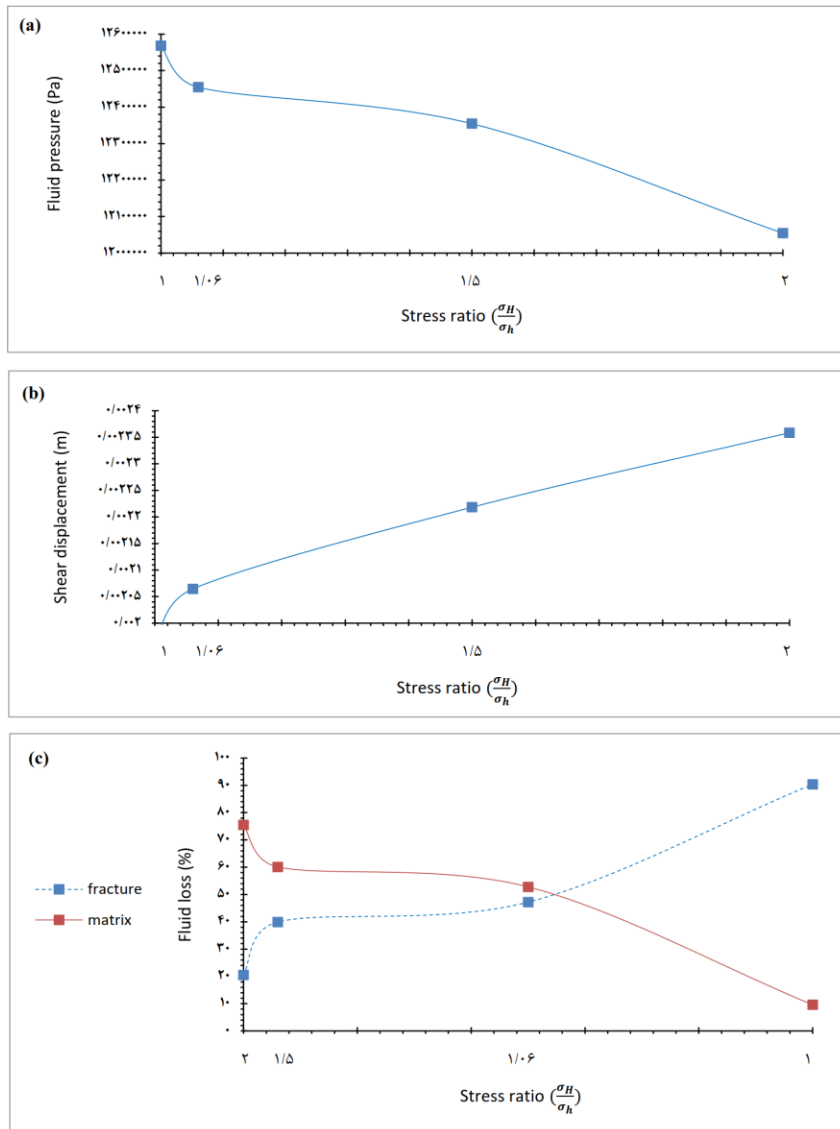 (a)
Fluid pressure (Pa)
۱۲۶۰۰۰۰۰
۱۲۵۰۰۰۰۰
۱۲۴۰۰۰۰۰
۱۲۳۰۰۰۰۰
۱۲۲۰۰۰۰۰
۱۲۱۰۰۰۰۰
۱۲۰۰۰۰۰۰
۱ ۱/۰۶ ۱/۵ ۲
Stress ratio (σH/σh)
(b)
Shear displacement (m)
۰/۰۰۲۴
۰/۰۰۲۳۵
۰/۰۰۲۳
۰/۰۰۲۲۵
۰/۰۰۲۲
۰/۰۰۲۱۵
۰/۰۰۲۱
۰/۰۰۲۰۵
۰/۰۰۲
۱ ۱/۰۶ ۱/۵ ۲
Stress ratio (σH/σh)
(c)
fracture
matrix
Fluid loss (%)
۱۰۰
۹۰
۸۰
۷۰
۶۰
۵۰
۴۰
۳۰
۲۰
۱۰
۰
۲ ۱/۵ ۱/۰۶ ۱
Stress ratio (σH/σh)